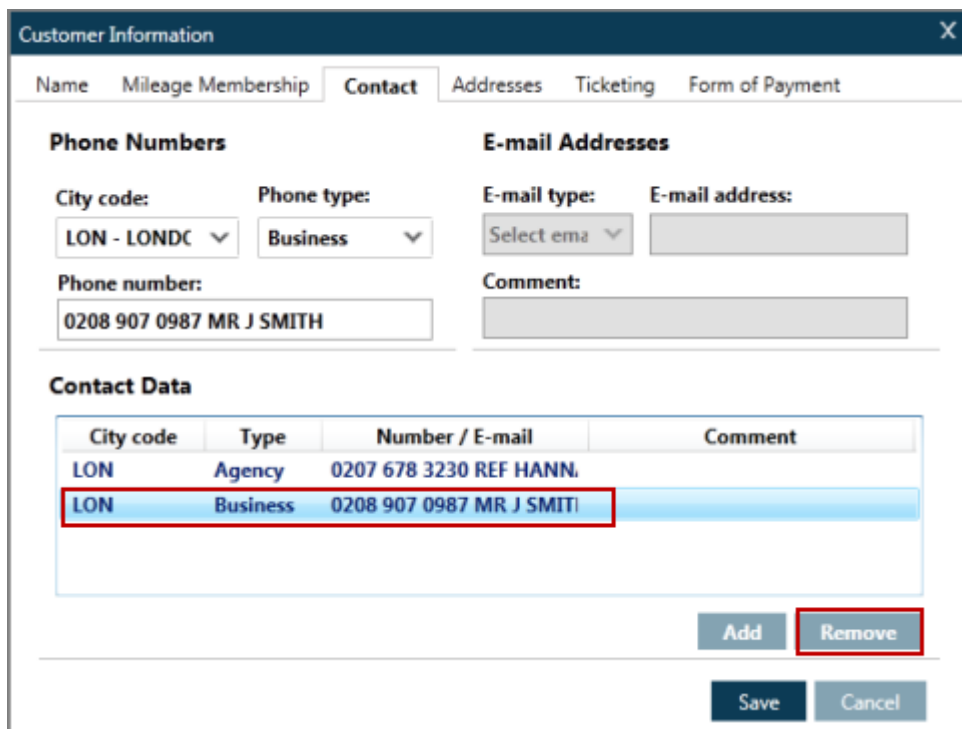 Customer Information X
Name Mileage Membership Contact Addresses Ticketing Form of Payment
Phone Numbers
City code: Phone type:
LON - LONDC Business
Phone number:
0208 907 0987 MR J SMITH
E-mail Addresses
E-mail type: E-mail address:
Select ema
Comment:
Contact Data
City code Type Number / E-mail Comment
LON Agency 0207 678 3230 REF HANN
LON Business 0208 907 0987 MR J SMIT
Add Remove
Save Cancel